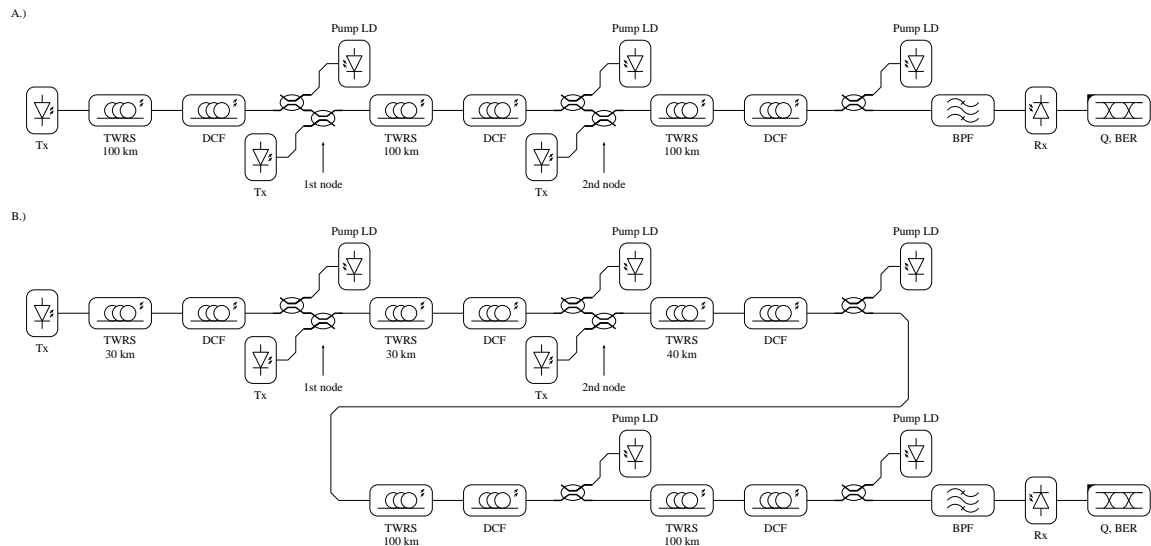 A.)
Pump LD
Pump LD
Pump LD
Tx
TWRS
100 km
DCF
TWRS
100 km
DCF
TWRS
100 km
DCF
BPF
Rx
Q, BER
Tx
1st node
Tx
2nd node
B.)
Pump LD
Pump LD
Pump LD
Tx
TWRS
30 km
DCF
TWRS
30 km
DCF
TWRS
40 km
DCF
Tx
1st node
Tx
2nd node
Pump LD
Pump LD
TWRS
100 km
DCF
TWRS
100 km
DCF
BPF
Rx
Q, BER